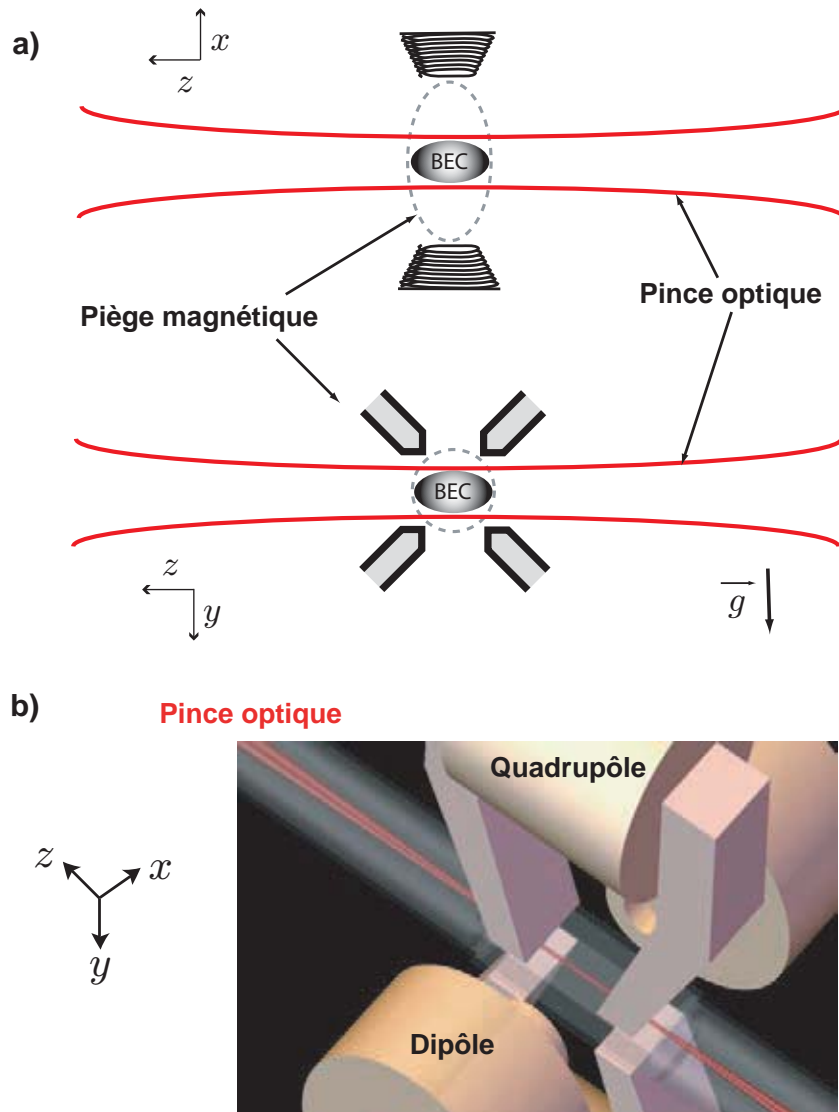 a)
x
z
BEC
Piège magnétique
Pince optique
BEC
z
y
g
b)
Pince optique
Quadrupôle
z
x
y
Dipôle